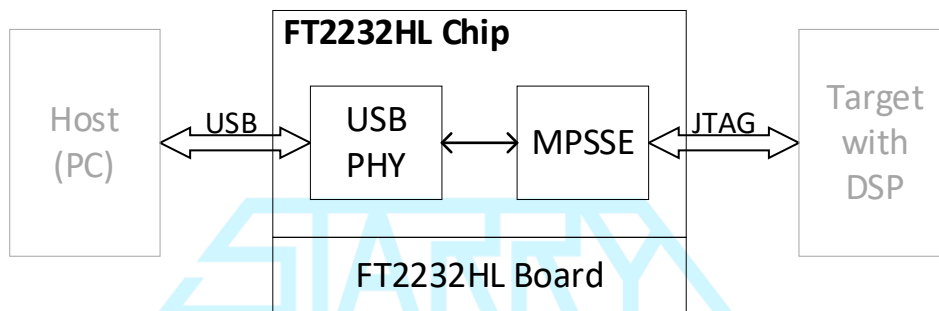 FT2232HL Chip
Host
(PC)
USB
USB
PHY
MPSSE
JTAG
Target
with
DSP
FT2232HL Board
STARRY